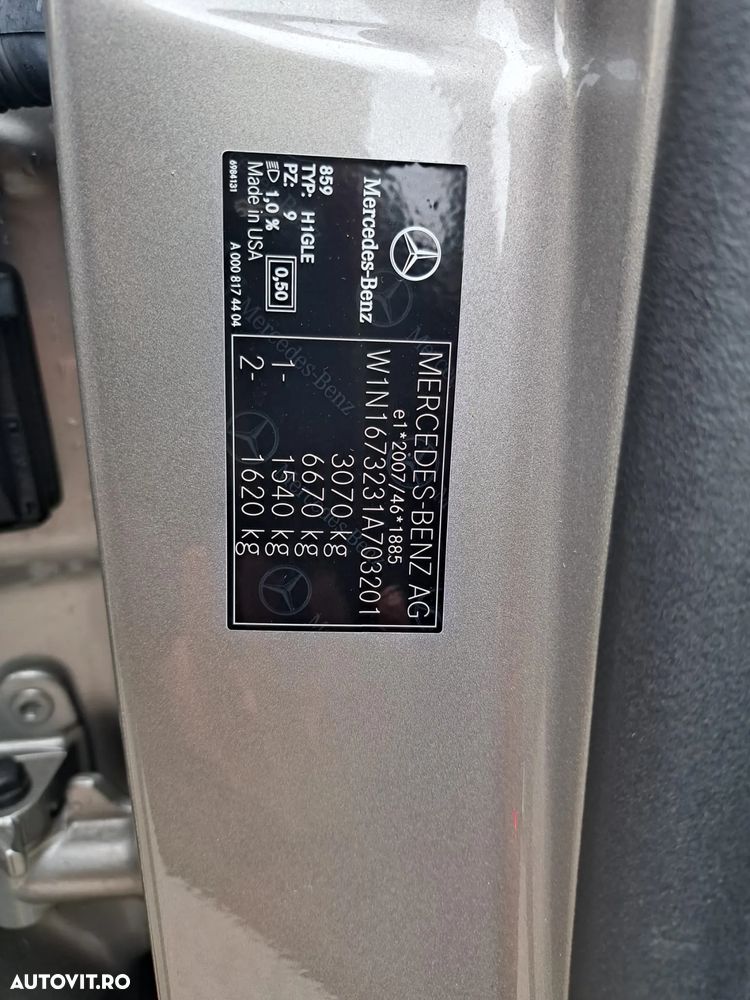 Mercedes-Benz
859
TYP: H1GLE
PZ: 9
1,0 %
0,50
Made in USA
6984131
A 000 817 44 04
MERCEDES-BENZ AG
e1*2007/46*1885
W1N1673231A703201
3070 kg
6670 kg
1- 1540 kg
2- 1620 kg
AUTOVIT.RO